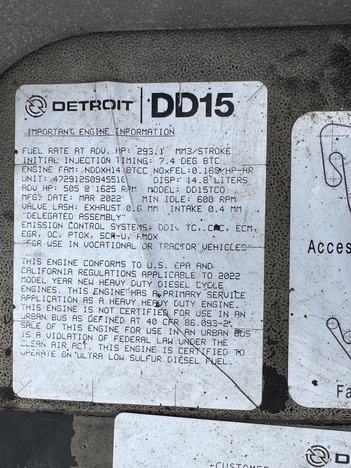 DETROIT DD15
IMPORTANT ENGINE INFORMATION
FUEL RATE AT ADV. HP: 293.1 MM3/STROKE
INITIAL INJECTION TIMING: 7.4 DEG BTC
ENGINE FAM: NDDXH14.8TCC NOXFEL:0.16G/HP-HR
UNIT: 472912S0945516 DISP: 14.8 LITERS
ADV HP: 505 @ 1625 RPM MODEL: DD15TCO
MFG: DATE: MAR 2022 MIN IDLE: 600 RPM
VALVE LASH: EXHAUST 0.6 MM INTAKE 0.4 MM
"DELEGATED ASSEMBLY"
EMISSION CONTROL SYSTEMS: DDI, TC, CAC, ECM,
EGR, OC, PTOX, SCR-U, AMOX
"FOR USE IN VOCATIONAL OR TRACTOR VEHICLES"
THIS ENGINE CONFORMS TO U.S. EPA AND
CALIFORNIA REGULATIONS APPLICABLE TO 2022
MODEL YEAR NEW HEAVY DUTY DIESEL CYCLE
ENGINES. THIS ENGINE HAS A PRIMARY SERVICE
APPLICATION AS A HEAVY HEAVY DUTY ENGINE.
THIS ENGINE IS NOT CERTIFIED FOR USE IN AN
URBAN BUS AS DEFINED AT 40 CFR 86.093-2.
SALE OF THIS ENGINE FOR USE IN AN URBAN BUS
IS A VIOLATION OF FEDERAL LAW UNDER THE
CLEAN AIR ACT. THIS ENGINE IS CERTIFIED TO
OPERATE ON ULTRA LOW SULFUR DIESEL FUEL.
Access
Fa
DE
CUSTOMER